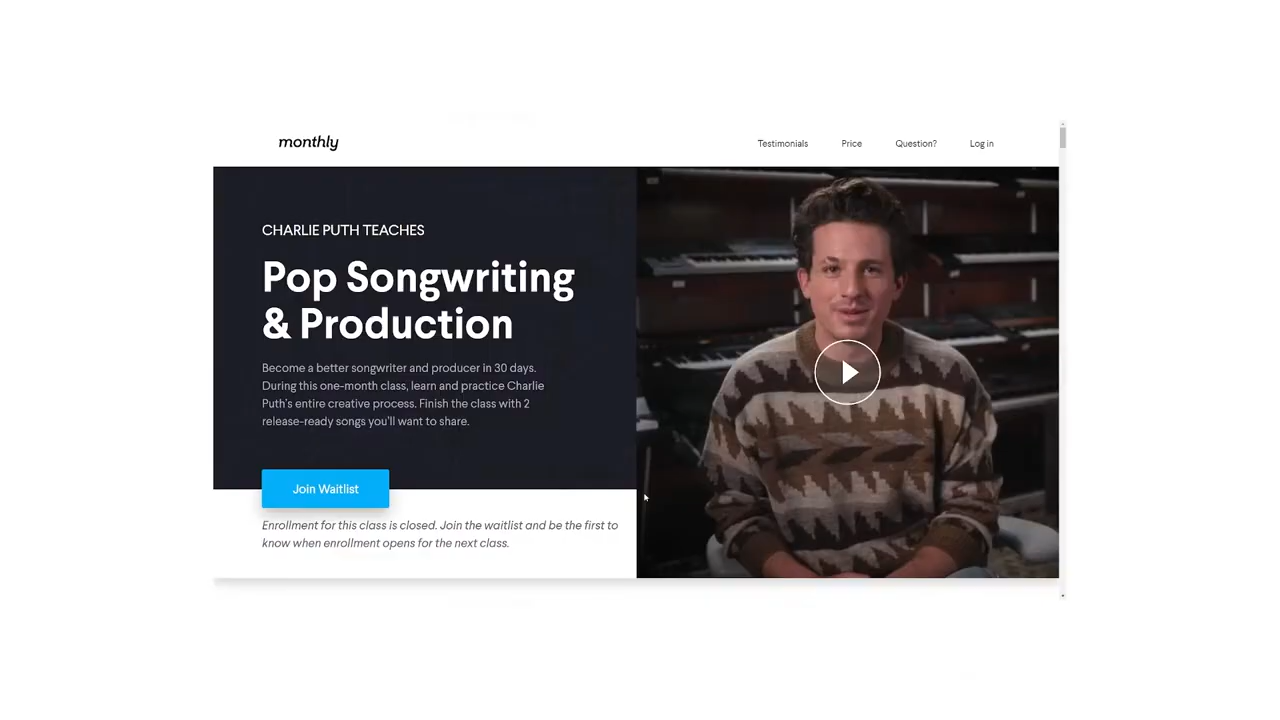 monthly
Testimonials Price Question? Log in
CHARLIE PUTH TEACHES
Pop Songwriting
& Production
Become a better songwriter and producer in 30 days.
During this one-month class, learn and practice Charlie
Puth's entire creative process. Finish the class with 2
release-ready songs you'll want to share.
Join Waitlist
Enrollment for this class is closed. Join the waitlist and be the first to
know when enrollment opens for the next class.